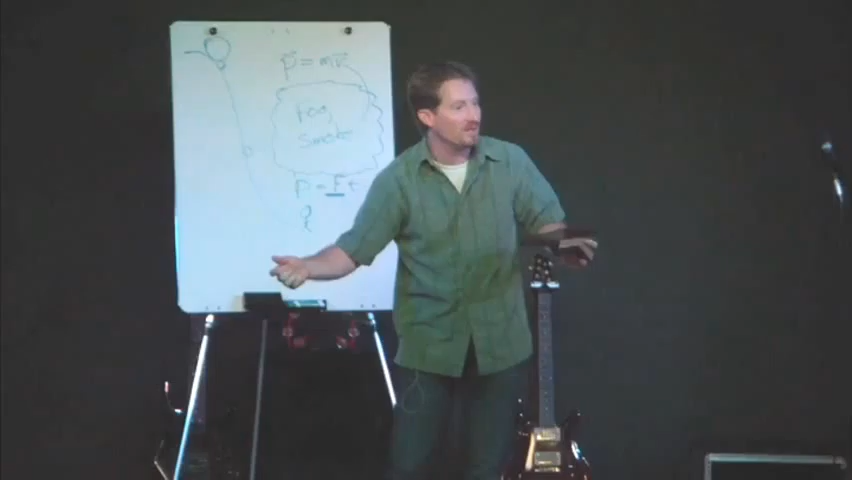 p⃗ = mv⃗
Fog
Smoke
p = Ft